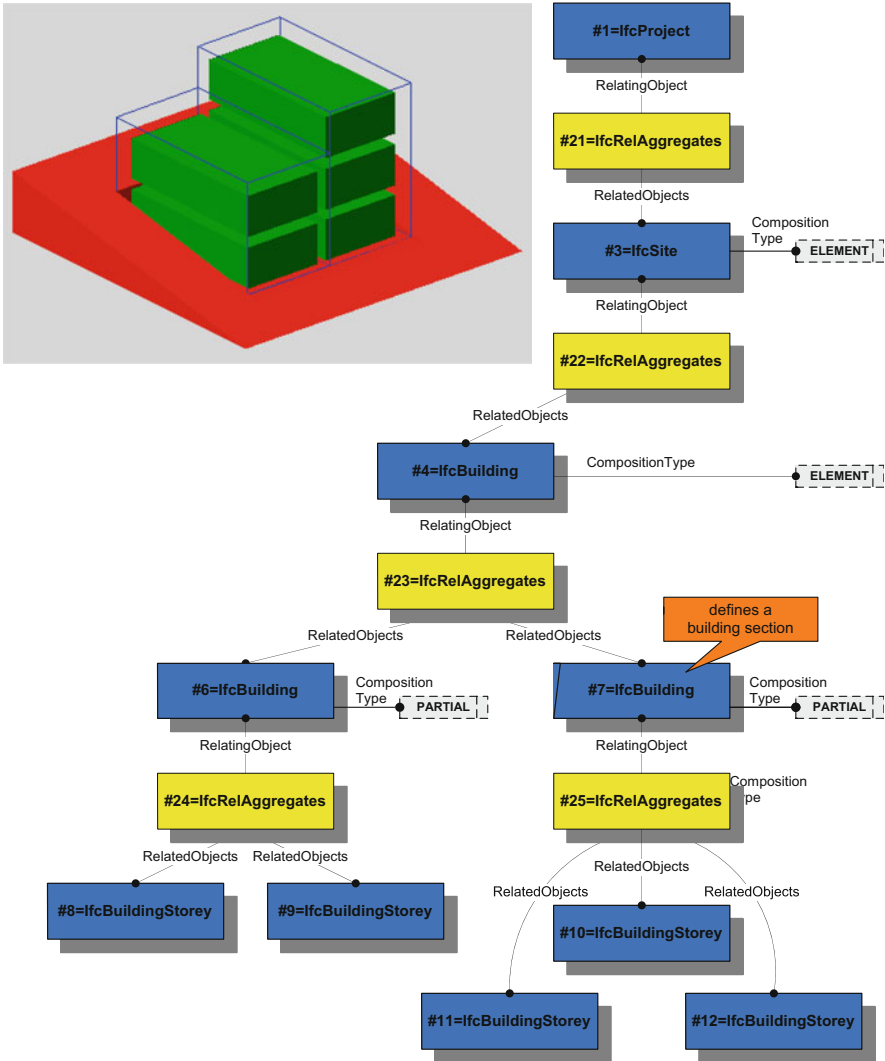 #1=IfcProject
RelatingObject
#21=IfcRelAggregates
RelatedObjects
Composition
Type
#3=IfcSite
ELEMENT
RelatingObject
#22=IfcRelAggregates
RelatedObjects
#4=IfcBuilding
CompositionType
ELEMENT
RelatingObject
#23=IfcRelAggregates
defines a
building section
RelatedObjects
RelatedObjects
#6=IfcBuilding
Composition
Type
PARTIAL
#7=IfcBuilding
Composition
Type
PARTIAL
RelatingObject
RelatingObject
#24=IfcRelAggregates
#25=IfcRelAggregates
Composition
ype
RelatedObjects
RelatedObjects
RelatedObjects
RelatedObjects
RelatedObjects
#8=IfcBuildingStorey
#9=IfcBuildingStorey
#10=IfcBuildingStorey
#11=IfcBuildingStorey
#12=IfcBuildingStorey